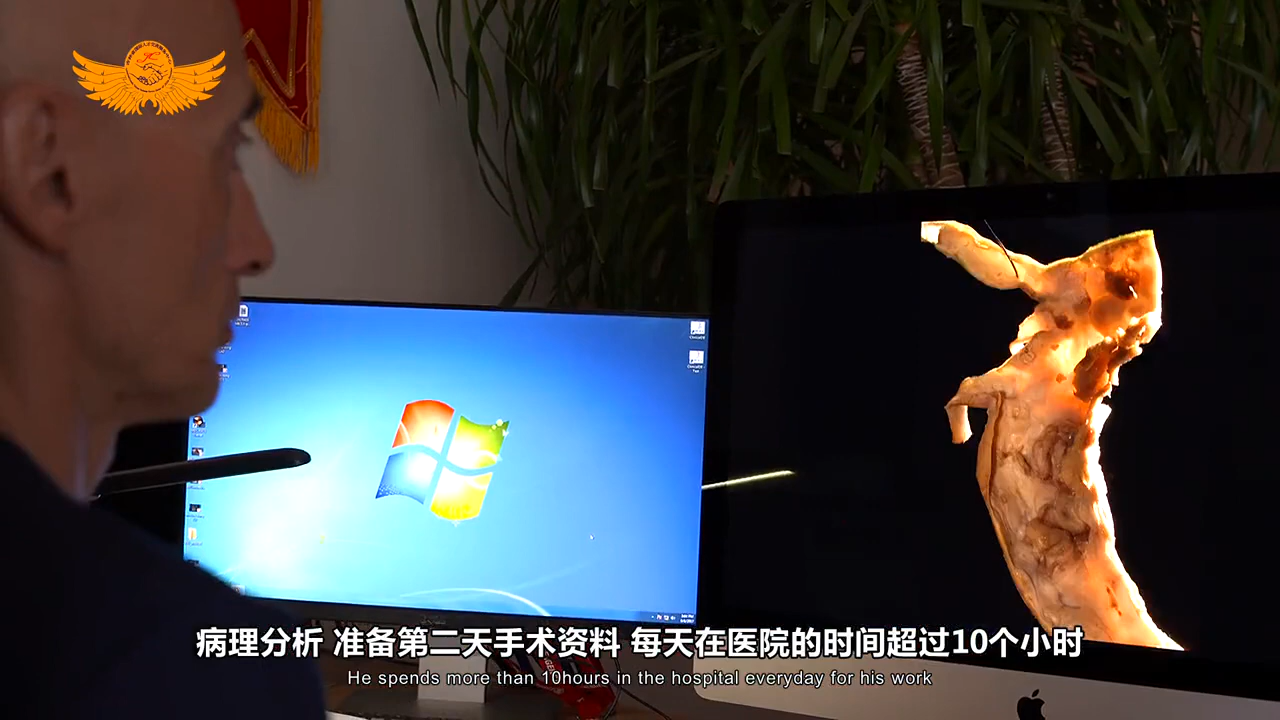 病理分析 准备第二天手术资料 每天在医院的时间超过10个小时
He spends more than 10hours in the hospital everyday for his work